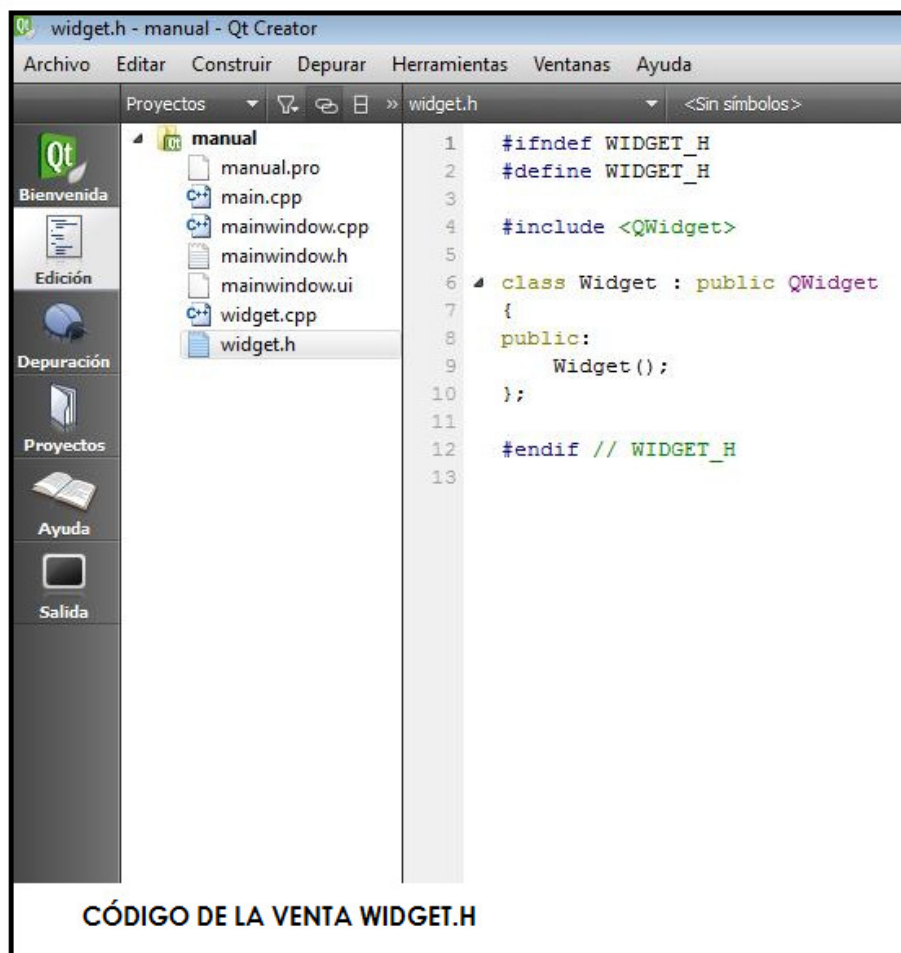 widget.h - manual - Qt Creator
Archivo Editar Construir Depurar Herramientas Ventanas Ayuda
Proyectos » widget.h <Sin símbolos>
Qt
Bienvenida
Edición
Depuración
Proyectos
Ayuda
Salida
manual
manual.pro
main.cpp
mainwindow.cpp
mainwindow.h
mainwindow.ui
widget.cpp
widget.h
1 #ifndef WIDGET_H
2 #define WIDGET_H
3
4 #include <QWidget>
5
6 class Widget : public QWidget
7 {
8 public:
9 Widget();
10 };
11
12 #endif // WIDGET_H
13
CÓDIGO DE LA VENTA WIDGET.H